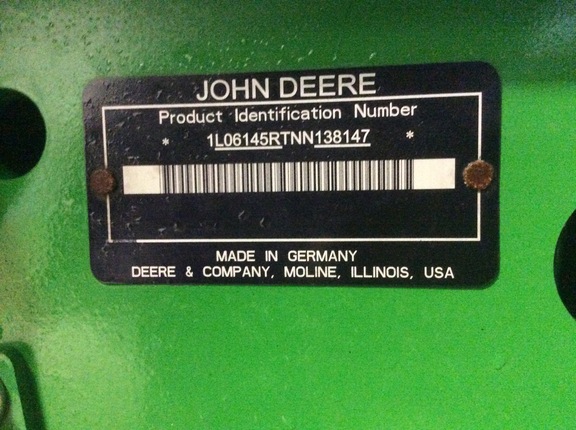 JOHN DEERE
Product Identification Number
* 1L06145RTNN138147 *
MADE IN GERMANY
DEERE & COMPANY, MOLINE, ILLINOIS, USA